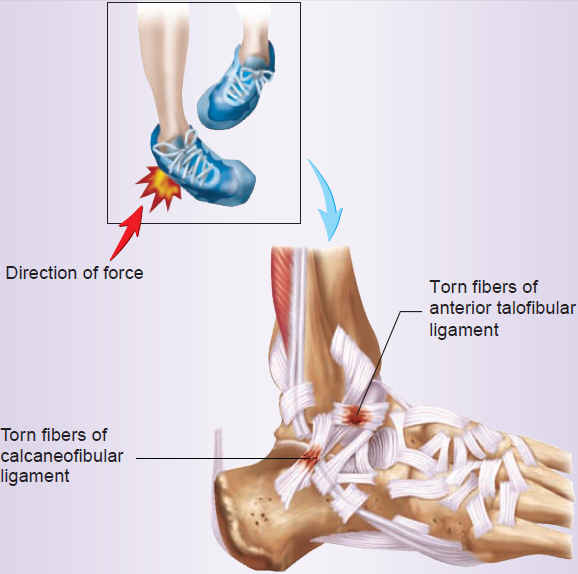 Direction of force
Torn fibers of
anterior talofibular
ligament
Torn fibers of
calcaneofibular
ligament